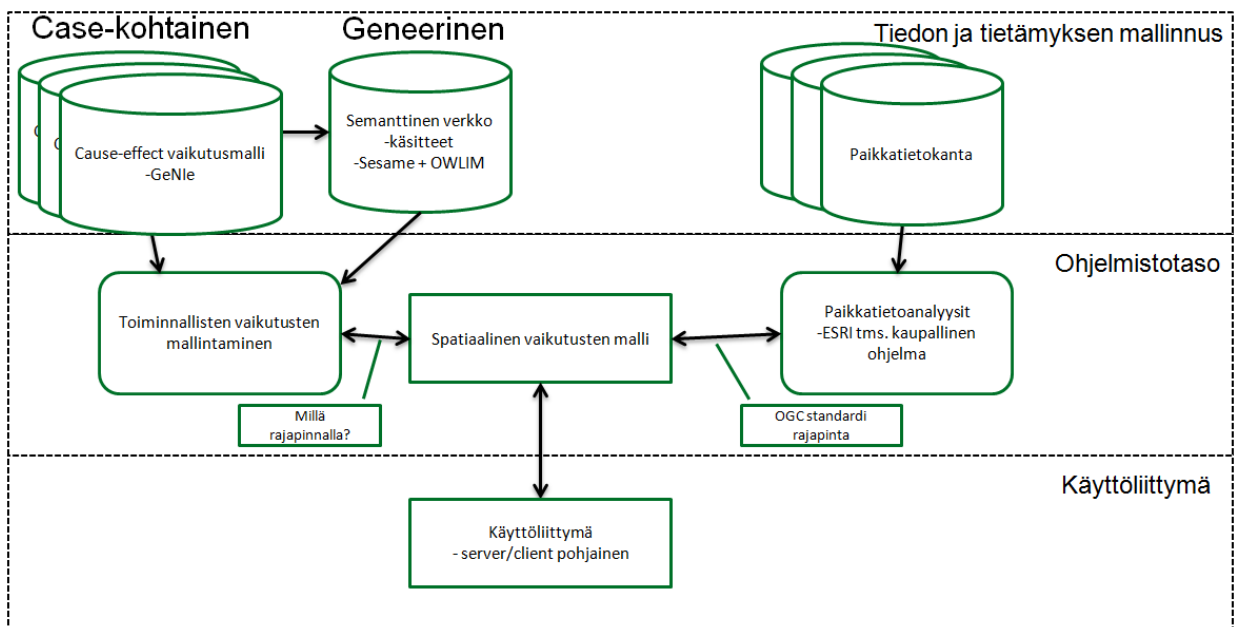 Case-kohtainen
Geneerinen
Tiedon ja tietämyksen mallinnus
Cause-effect vaikutusmalli
-GeNIe
Semanttinen verkko
-käsitteet
-Sesame + OWLIM
Paikkatietokanta
Ohjelmistotaso
Toiminnallisten vaikutusten
mallintaminen
Spatiaalinen vaikutusten malli
Paikkatietoanalyysit
-ESRI tms. kaupallinen
ohjelma
Millä
rajapinnalla?
OGC standardi
rajapinta
Käyttöliittymä
Käyttöliittymä
- server/client pohjainen